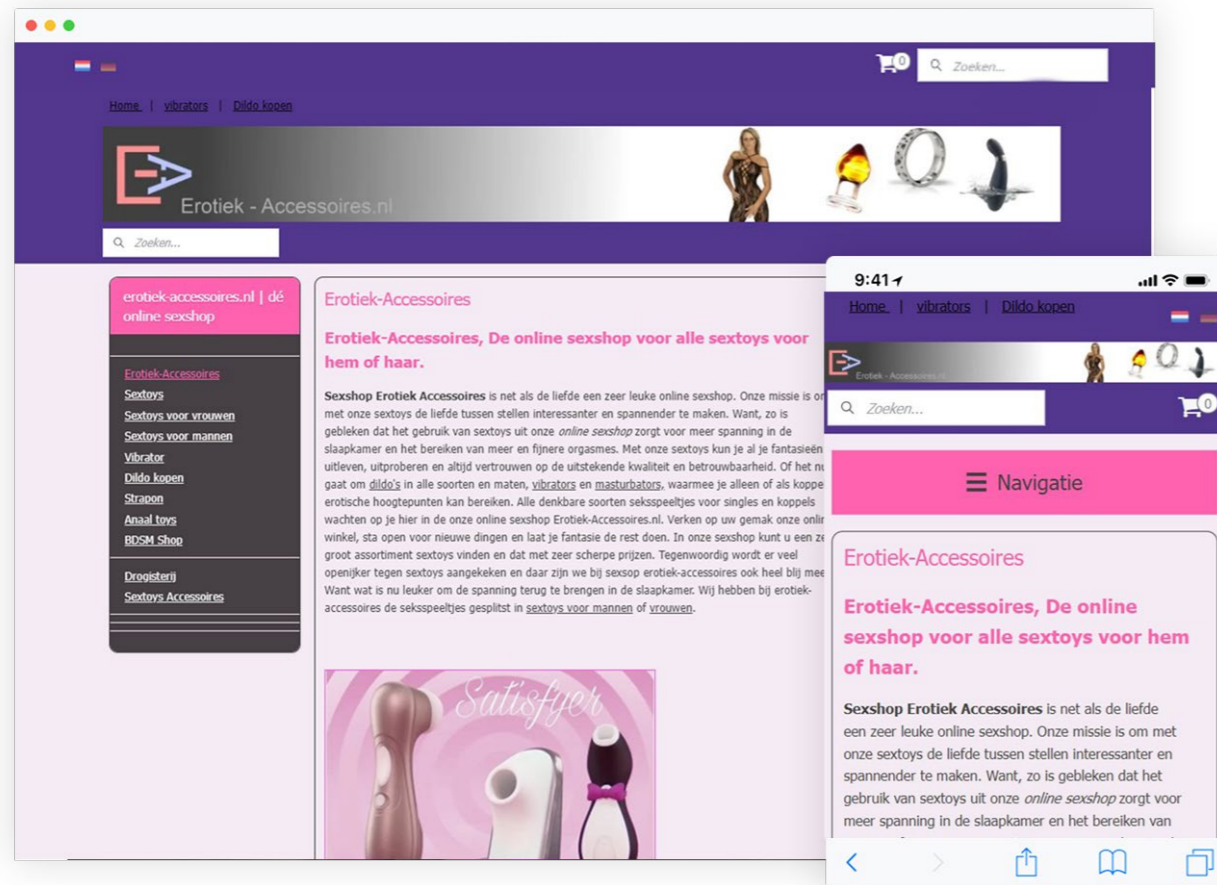 0
Zoeken...
Home | vibrators | Dildo kopen
EA
Erotiek - Accessoires.nl
Zoeken...
erotiek-accessoires.nl | dé
online sexshop
Erotiek-Accessoires
Sextoys
Sextoys voor vrouwen
Sextoys voor mannen
Vibrator
Dildo kopen
Strapon
Anaal toys
BDSM Shop
Drogisterij
Sextoys Accessoires
Erotiek-Accessoires
Erotiek-Accessoires, De online sexshop voor alle sextoys voor
hem of haar.
Sexshop Erotiek Accessoires is net als de liefde een zeer leuke online sexshop. Onze missie is
met onze sextoys de liefde tussen stellen interessanter en spannender te maken. Want, zo is
gebleken dat het gebruik van sextoys uit onze online sexshop zorgt voor meer spanning in de
slaapkamer en het bereiken van meer en fijnere orgasmes. Met onze sextoys kun je al je fantasieën
uitleven, uitproberen en altijd vertrouwen op de uitstekende kwaliteit en betrouwbaarheid. Of het
gaat om dildo's in alle soorten en maten, vibrators en masturbators, waarmee je alleen of als
erotische hoogtepunten kan bereiken. Alle denkbare soorten seksspeeltjes voor singles en koppels
wachten op je hier in de onze online sexshop Erotiek-Accessoires.nl. Verken op uw gemak onze
winkel, sta open voor nieuwe dingen en laat je fantasie de rest doen. In onze sexshop kunt u een
groot assortiment sextoys vinden en dat met zeer scherpe prijzen. Tegenwoordig wordt er veel
openijker tegen sextoys aangekeken en daar zijn we bij sexsop erotiek-accessoires ook heel blij
Want wat is nu leuker om de spanning terug te brengen in de slaapkamer. Wij hebben bij erotiek-
accessoires de seksspeeltjes gesplitst in sextoys voor mannen of vrouwen.
Satisfyer
9:41
Home | vibrators | Dildo kopen
EA
Erotiek - Accessoires.nl
Zoeken...
0
☰ Navigatie
Erotiek-Accessoires
Erotiek-Accessoires, De online
sexshop voor alle sextoys voor hem
of haar.
Sexshop Erotiek Accessoires is net als de liefde
een zeer leuke online sexshop. Onze missie is om met
onze sextoys de liefde tussen stellen interessanter en
spannender te maken. Want, zo is gebleken dat het
gebruik van sextoys uit onze online sexshop zorgt voor
meer spanning in de slaapkamer en het bereiken van